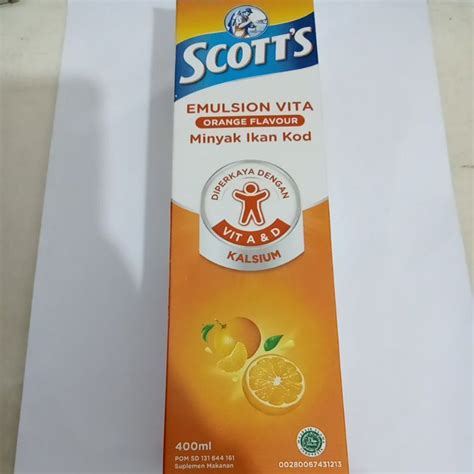 SCOTT'S
EMULSION VITA
ORANGE FLAVOUR
Minyak Ikan Kod
DIPERKAYA DENGAN
VIT A & D
KALSIUM
400ml
POM SD 131 644 161
Suplemen Makanan
00280067431213